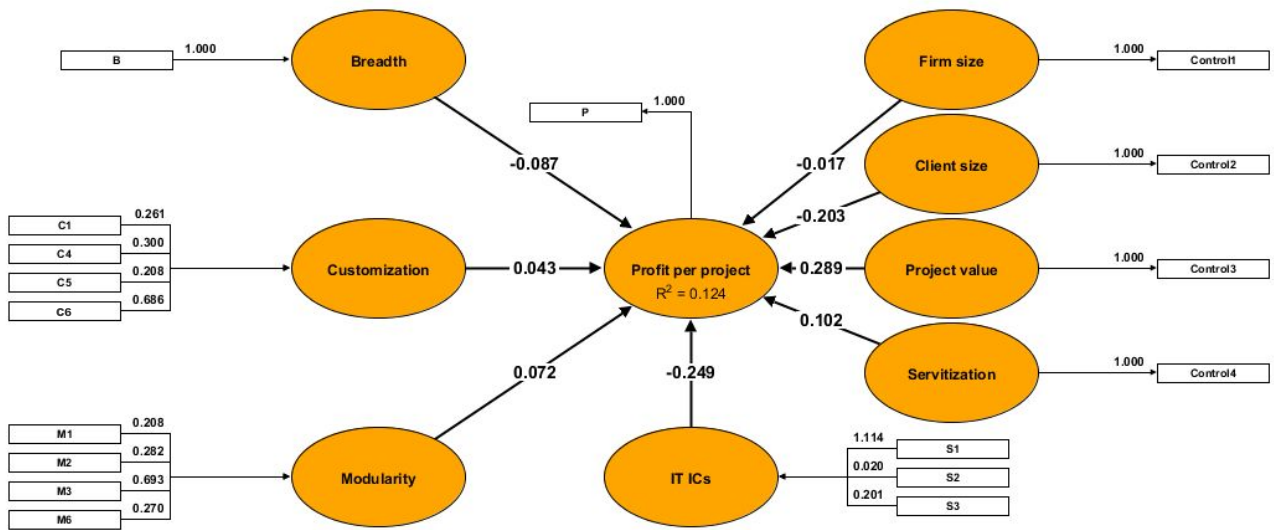 B
1.000
Breadth
P
1.000
Firm size
1.000
Control1
-0.087
-0.017
Client size
1.000
Control2
-0.203
C1
0.261
C4
0.300
C5
0.208
C6
0.686
Customization
0.043
Profit per project
R² = 0.124
0.289
Project value
1.000
Control3
0.102
Servitization
1.000
Control4
0.072
-0.249
M1
0.208
M2
0.282
M3
0.693
M6
0.270
Modularity
IT ICs
1.114
S1
0.020
S2
0.201
S3